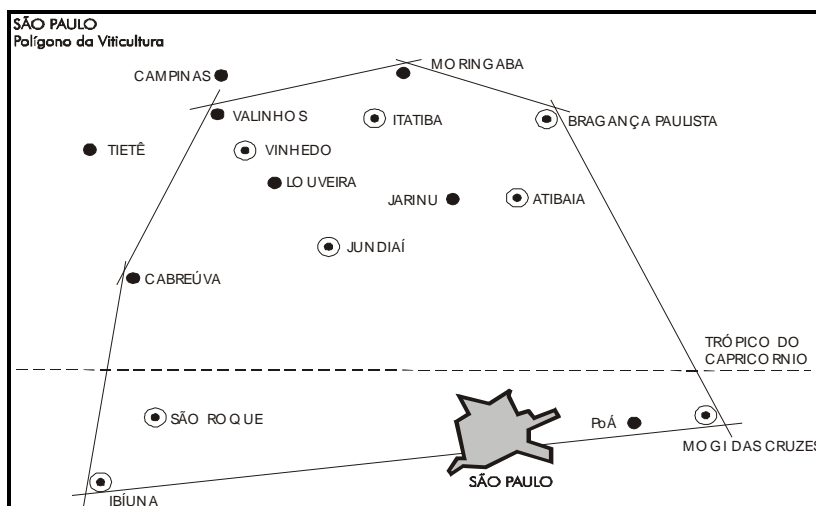 SÃO PAULO
Polígono da Viticultura
MORINGABA
CAMPINAS
VALINHOS
ITATIBA
BRAGANÇA PAULISTA
TIETÊ
VINHEDO
LOUVEIRA
JARINU
ATIBAIA
JUNDIAÍ
CABREÚVA
TRÓPICO DO
CAPRICORNIO
SÃO ROQUE
PoÁ
MOGI DAS CRUZES
SÃO PAULO
IBÍUNA